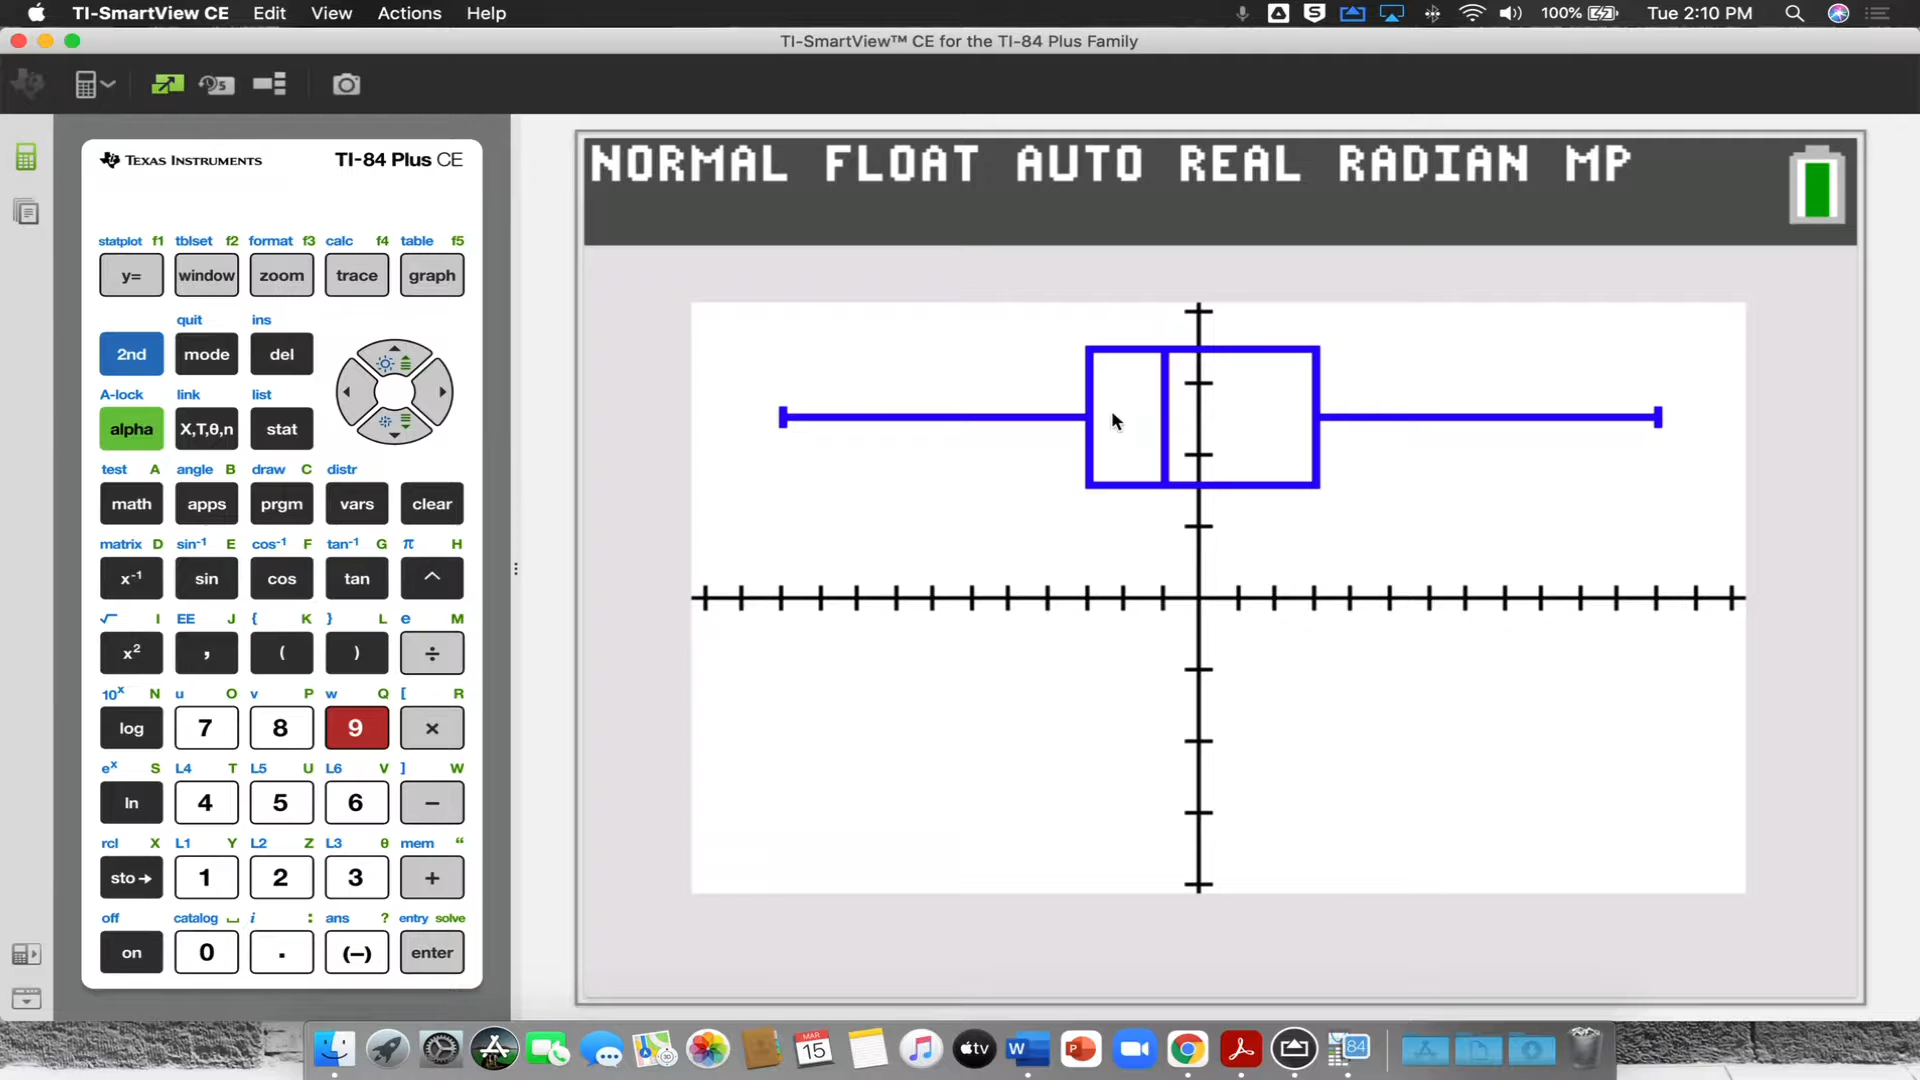 TI-SmartView CE Edit View Actions Help 100% Tue 2:10 PM
TI-SmartView™ CE for the TI-84 Plus Family
TEXAS INSTRUMENTS TI-84 Plus CE
NORMAL FLOAT AUTO REAL RADIAN MP
statplot f1 tblset f2 format f3 calc f4 table f5
y= window zoom trace graph
quit ins
2nd mode del
A-lock link list
alpha X,T,θ,n stat
test A angle B draw C distr
math apps prgm vars clear
matrix D sin⁻¹ E cos⁻¹ F tan⁻¹ G π H
x⁻¹ sin cos tan ^
√ I EE J { K } L e M
x² , ( ) ÷
10ˣ N u O v P w Q [ R
log 7 8 9 ×
eˣ S L4 T L5 U L6 V ] W
ln 4 5 6 −
rcl X L1 Y L2 Z L3 θ mem "
sto→ 1 2 3 +
off catalog ⎵ i : ans ? entry solve
on 0 . (−) enter
MAR
15
tv
W
P
84